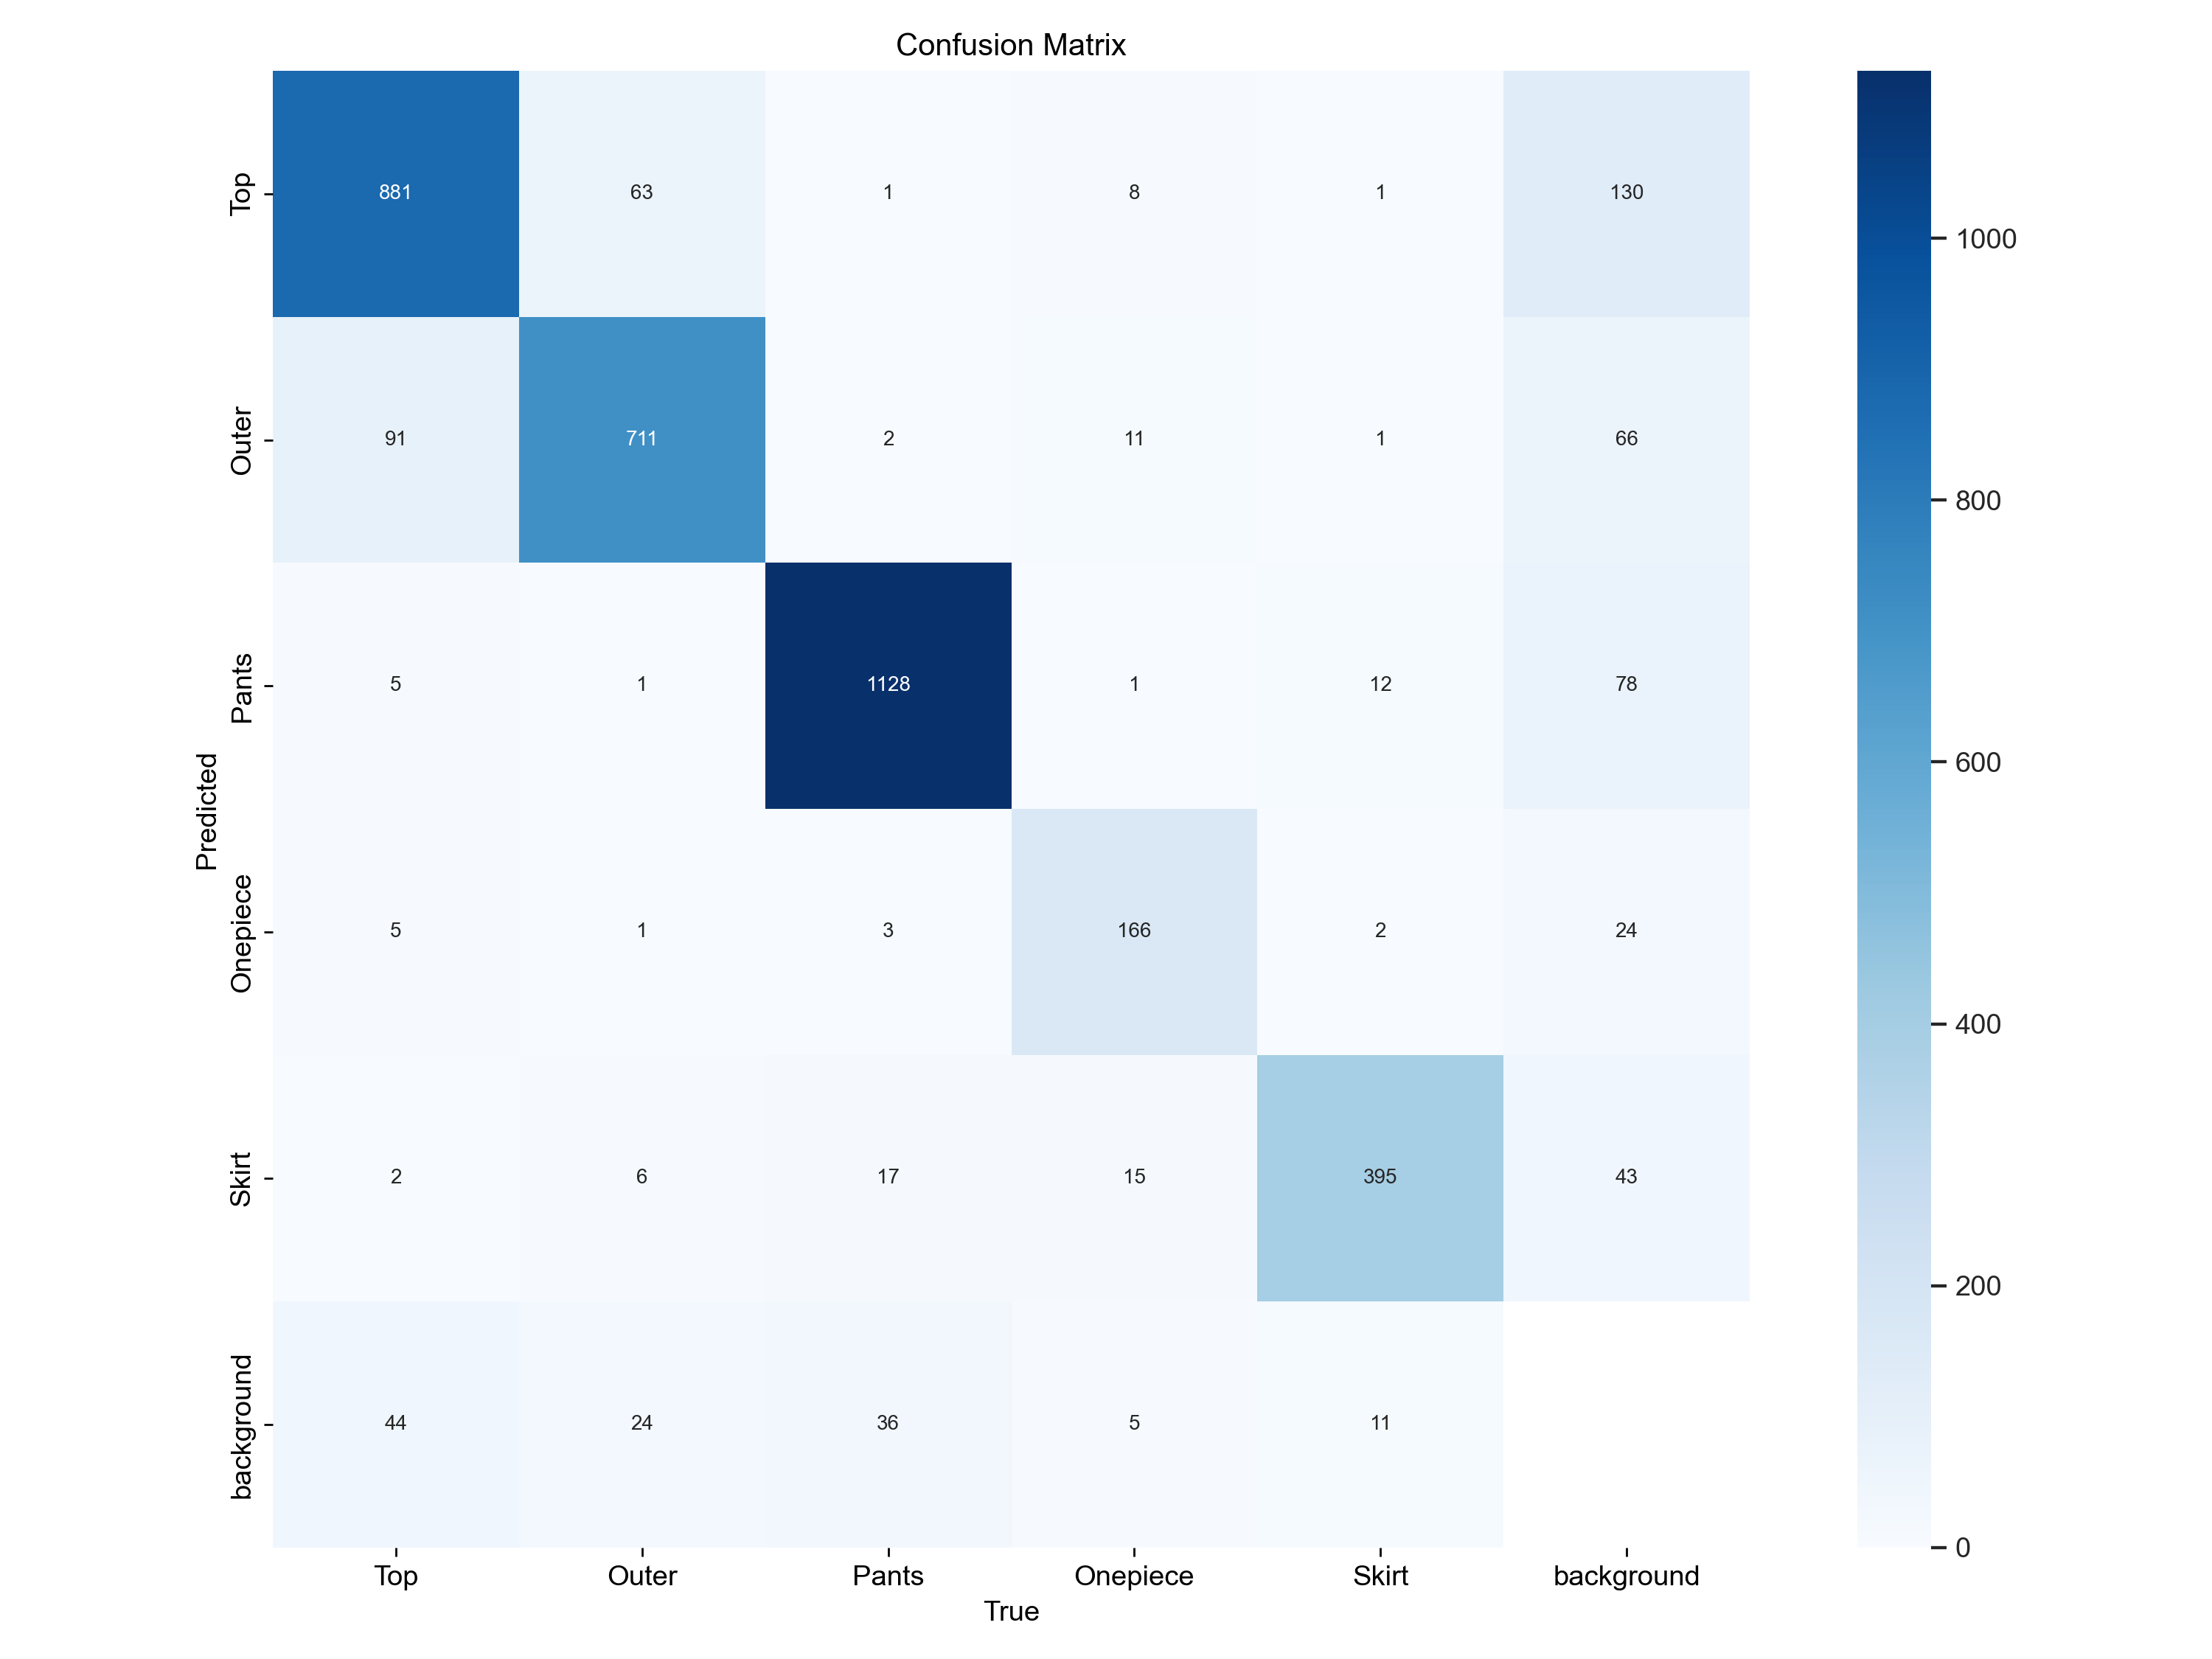 Confusion Matrix
Top 881 63 1 8 1 130
Outer 91 711 2 11 1 66
Pants 5 1 1128 1 12 78
Onepiece 5 1 3 166 2 24
Skirt 2 6 17 15 395 43
background 44 24 36 5 11
Top Outer Pants Onepiece Skirt background
True
Predicted
1000
800
600
400
200
0